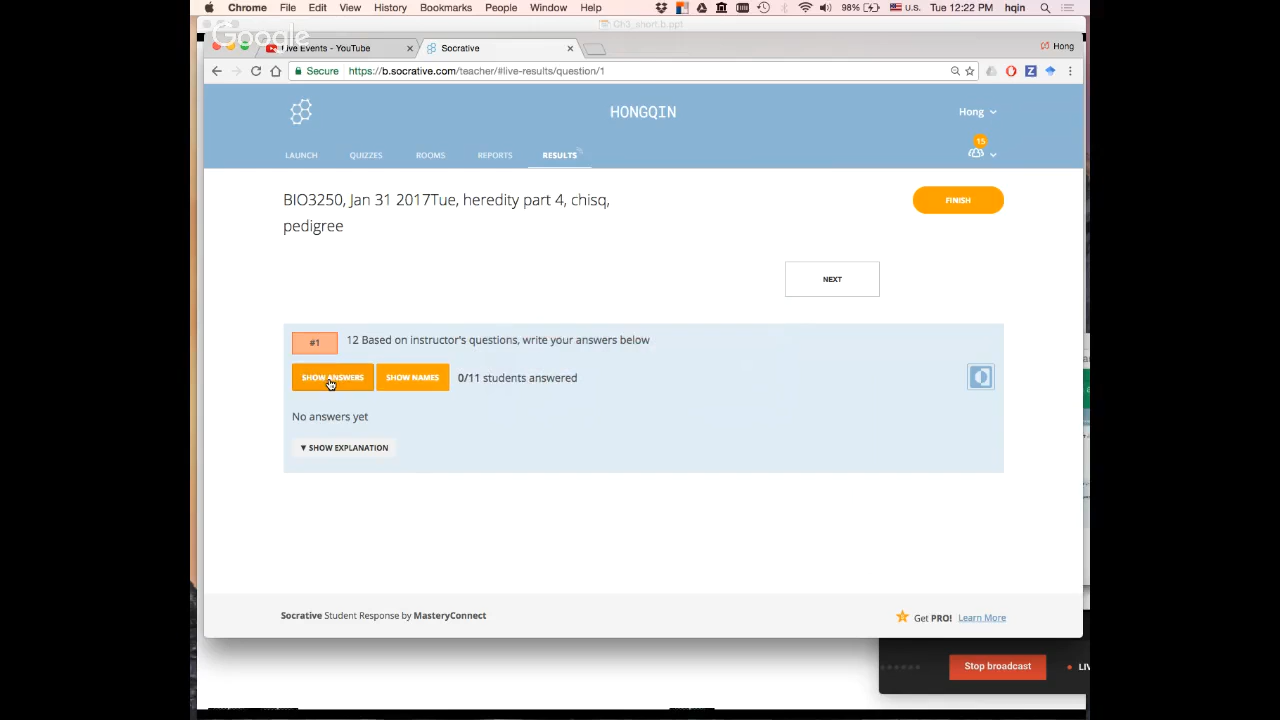 Chrome File Edit View History Bookmarks People Window Help 98% U.S. Tue 12:22 PM hqin
Ch3_short.b.ppt
Google
Live Events - YouTube
Socrative
Hong
Secure https://b.socrative.com/teacher/#live-results/question/1
HONGQIN
Hong
15
LAUNCH QUIZZES ROOMS REPORTS RESULTS
BIO3250, Jan 31 2017Tue, heredity part 4, chisq,
pedigree
FINISH
NEXT
#1 12 Based on instructor's questions, write your answers below
SHOW ANSWERS SHOW NAMES 0/11 students answered
No answers yet
▼ SHOW EXPLANATION
Socrative Student Response by MasteryConnect
Get PRO! Learn More
Stop broadcast